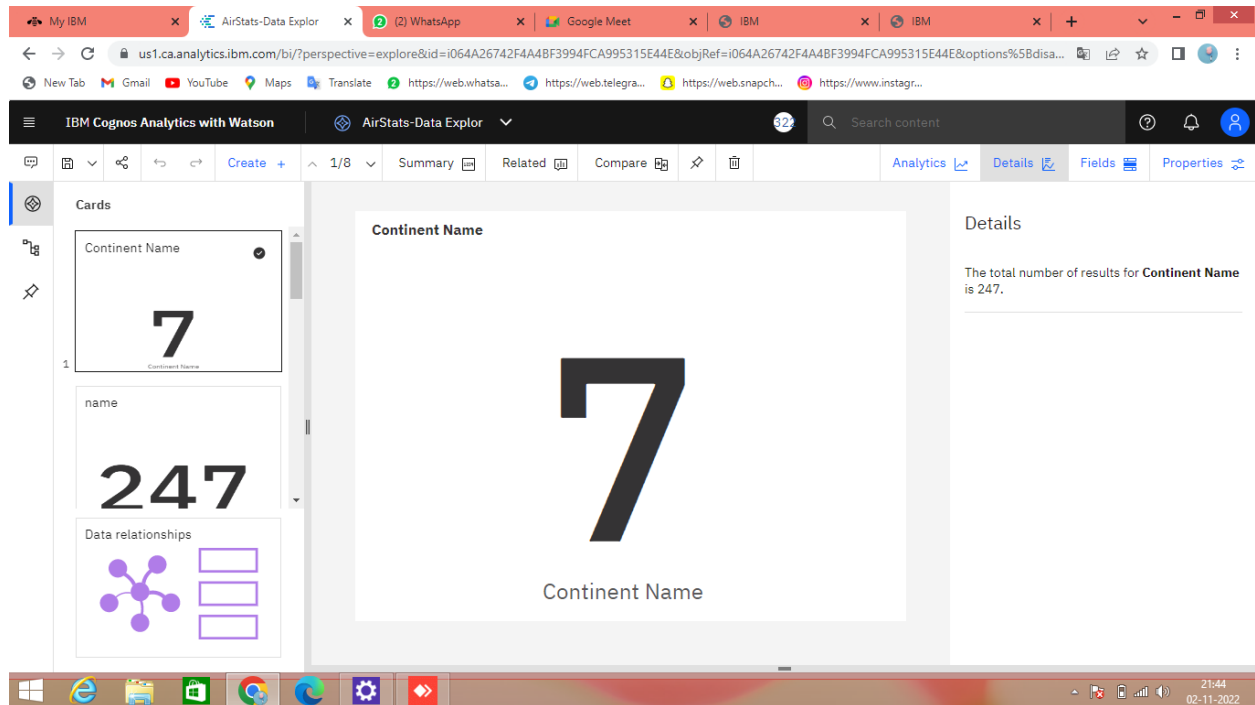 My IBM
AirStats-Data Explor
(2) WhatsApp
Google Meet
IBM
IBM
us1.ca.analytics.ibm.com/bi/?perspective=explore&id=i064A26742F4A4BF3994FCA995315E44E&objRef=i064A26742F4A4BF3994FCA995315E44E&options%5Bdisa...
New Tab Gmail YouTube Maps Translate https://web.whatsa... https://web.telegra... https://web.snapch... https://www.instagr...
IBM Cognos Analytics with Watson
AirStats-Data Explor
322
Search content
Create +
1/8
Summary
Related
Compare
Analytics
Details
Fields
Properties
Cards
Continent Name
7
Continent Name
1
name
247
Data relationships
Continent Name
7
Continent Name
Details
The total number of results for Continent Name
is 247.
21:44
02-11-2022